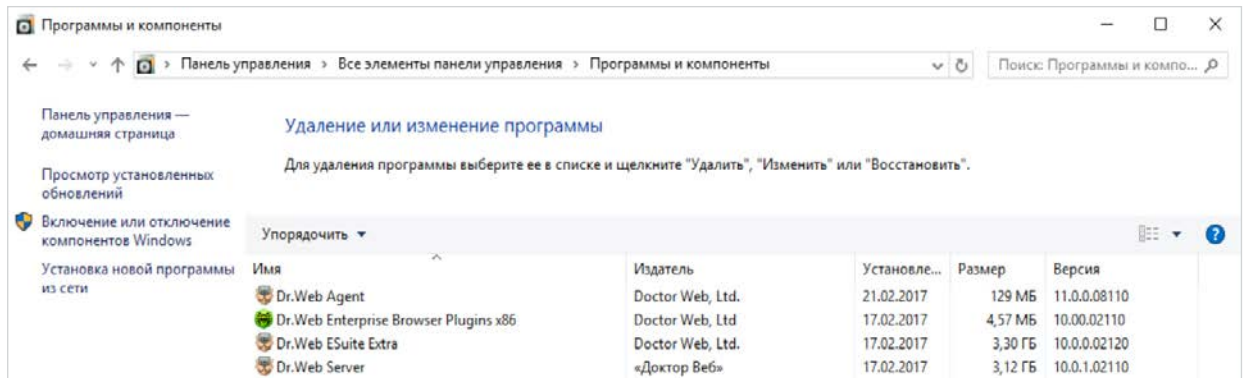 Программы и компоненты
Панель управления › Все элементы панели управления › Программы и компоненты
Поиск: Программы и компо...
Панель управления —
домашняя страница
Просмотр установленных
обновлений
Включение или отключение
компонентов Windows
Установка новой программы
из сети
Удаление или изменение программы
Для удаления программы выберите ее в списке и щелкните "Удалить", "Изменить" или "Восстановить".
Упорядочить
Имя Издатель Установле... Размер Версия
Dr.Web Agent Doctor Web, Ltd. 21.02.2017 129 МБ 11.0.0.08110
Dr.Web Enterprise Browser Plugins x86 Doctor Web, Ltd 17.02.2017 4,57 МБ 10.00.02110
Dr.Web ESuite Extra Doctor Web, Ltd. 17.02.2017 3,30 ГБ 10.0.0.02120
Dr.Web Server «Доктор Веб» 17.02.2017 3,12 ГБ 10.0.1.02110